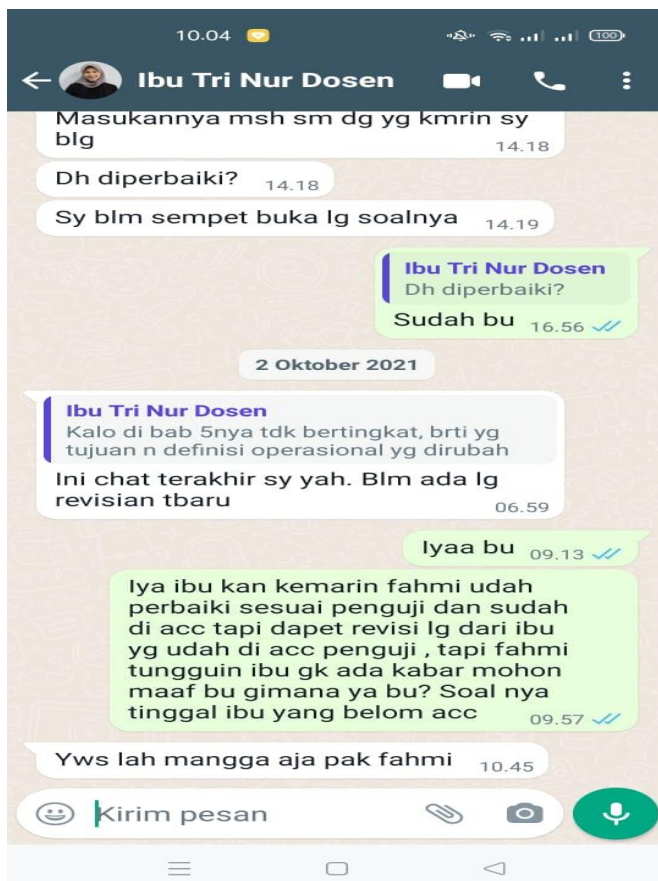 10.04
100
Ibu Tri Nur Dosen
Masukannya msh sm dg yg kmrin sy
blg
14.18
Dh diperbaiki? 14.18
Sy blm sempet buka lg soalnya 14.19
Ibu Tri Nur Dosen
Dh diperbaiki?
Sudah bu 16.56
2 Oktober 2021
Ibu Tri Nur Dosen
Kalo di bab 5nya tdk bertingkat, brti yg
tujuan n definisi operasional yg dirubah
Ini chat terakhir sy yah. Blm ada lg
revisian tbaru
06.59
Iyaa bu 09.13
Iya ibu kan kemarin fahmi udah
perbaiki sesuai penguji dan sudah
di acc tapi dapet revisi lg dari ibu
yg udah di acc penguji , tapi fahmi
tungguin ibu gk ada kabar mohon
maaf bu gimana ya bu? Soal nya
tinggal ibu yang belom acc 09.57
Yws lah mangga aja pak fahmi 10.45
Kirim pesan